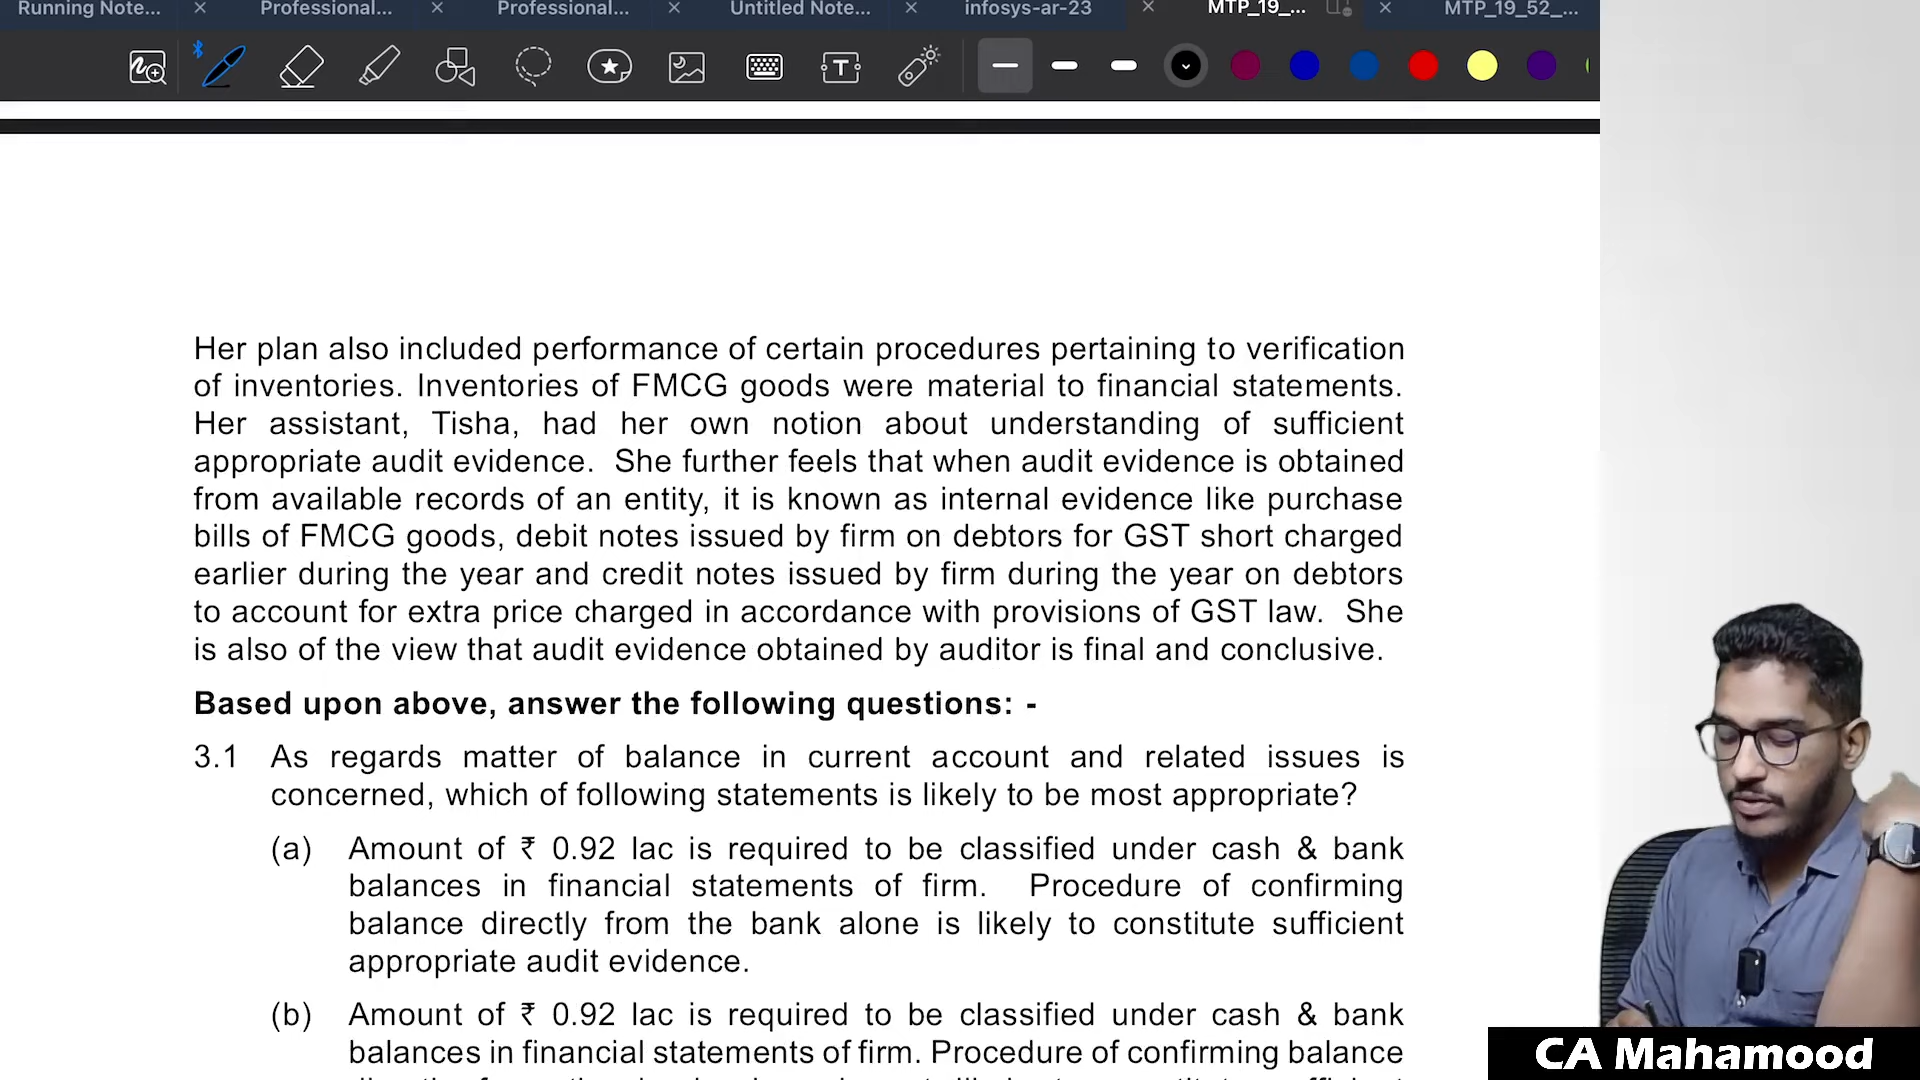 Running Note...
Professional...
Professional...
Untitled Note...
infosys-ar-23
MTP_19_...
MTP_19_52_...
T
Her plan also included performance of certain procedures pertaining to verification
of inventories. Inventories of FMCG goods were material to financial statements.
Her assistant, Tisha, had her own notion about understanding of sufficient
appropriate audit evidence. She further feels that when audit evidence is obtained
from available records of an entity, it is known as internal evidence like purchase
bills of FMCG goods, debit notes issued by firm on debtors for GST short charged
earlier during the year and credit notes issued by firm during the year on debtors
to account for extra price charged in accordance with provisions of GST law. She
is also of the view that audit evidence obtained by auditor is final and conclusive.
Based upon above, answer the following questions: -
3.1 As regards matter of balance in current account and related issues is
concerned, which of following statements is likely to be most appropriate?
(a) Amount of ₹ 0.92 lac is required to be classified under cash & bank
balances in financial statements of firm. Procedure of confirming
balance directly from the bank alone is likely to constitute sufficient
appropriate audit evidence.
(b) Amount of ₹ 0.92 lac is required to be classified under cash & bank
balances in financial statements of firm. Procedure of confirming balance
CA Mahamood